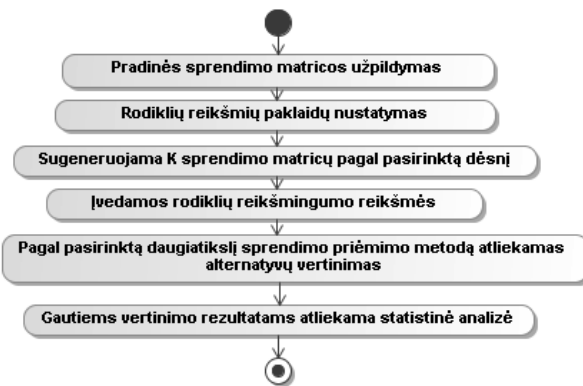 Pradinės sprendimo matricos užpildymas
Rodiklių reikšmių paklaidų nustatymas
Sugeneruojama K sprendimo matricų pagal pasirinktą dėsnį
Įvedamos rodiklių reikšmingumo reikšmės
Pagal pasirinktą daugiatikslį sprendimo priėmimo metodą atliekamas
alternatyvų vertinimas
Gautiems vertinimo rezultatams atliekama statistinė analizė